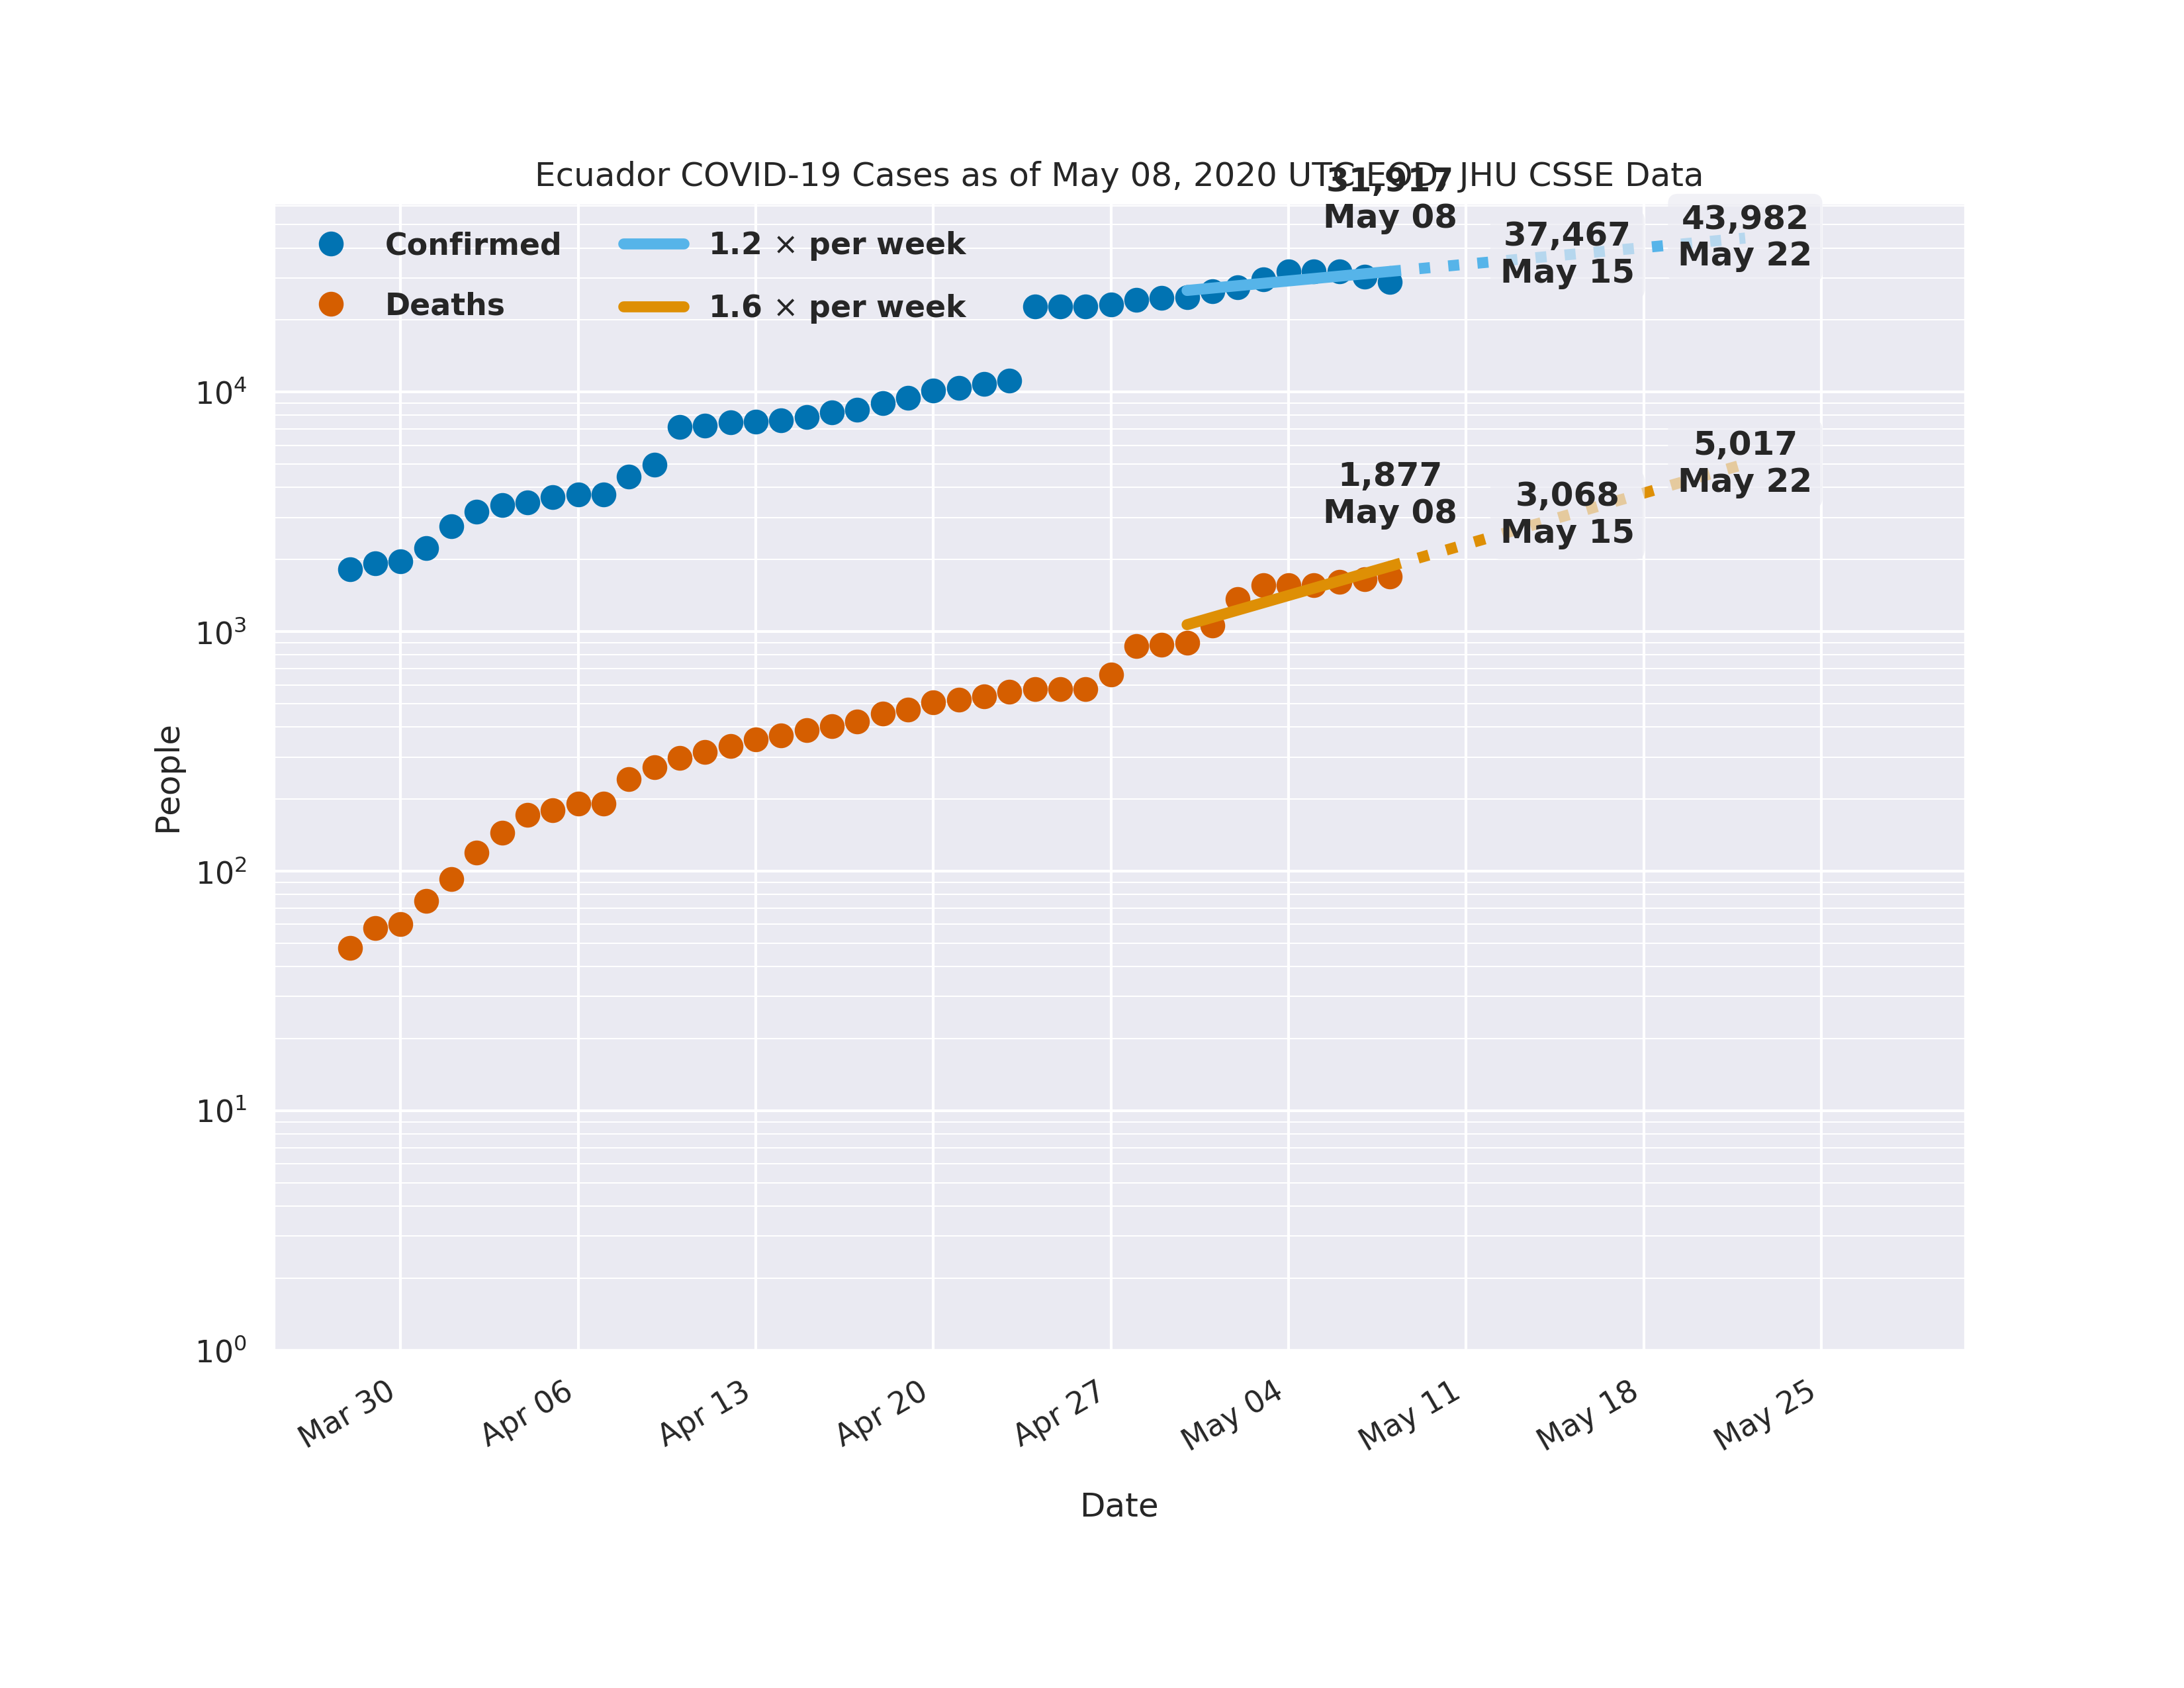 Ecuador COVID-19 Cases as of May 08, 2020 UTC EOD, JHU CSSE Data
31,917
May 08
37,467
May 15
43,982
May 22
Confirmed
Deaths
1.2 × per week
1.6 × per week
1,877
May 08
3,068
May 15
5,017
May 22
People
10⁴
10³
10²
10¹
10⁰
Mar 30
Apr 06
Apr 13
Apr 20
Apr 27
May 04
May 11
May 18
May 25
Date